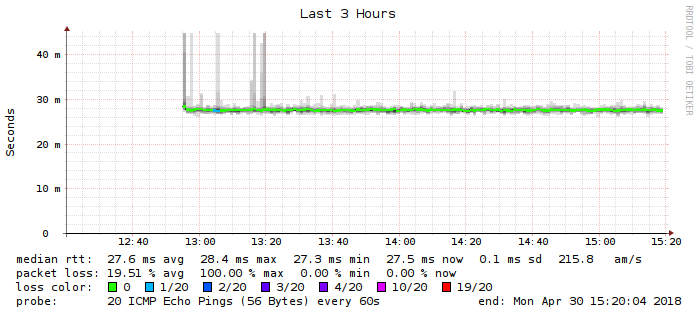 Last 3 Hours
RRDTOOL / TOBI OETIKER
Seconds
40 m
30 m
20 m
10 m
0
12:40 13:00 13:20 13:40 14:00 14:20 14:40 15:00 15:20
median rtt: 27.6 ms avg 28.4 ms max 27.3 ms min 27.5 ms now 0.1 ms sd 215.8 am/s
packet loss: 19.51 % avg 100.00 % max 0.00 % min 0.00 % now
loss color: 0 1/20 2/20 3/20 4/20 10/20 19/20
probe: 20 ICMP Echo Pings (56 Bytes) every 60s end: Mon Apr 30 15:20:04 2018